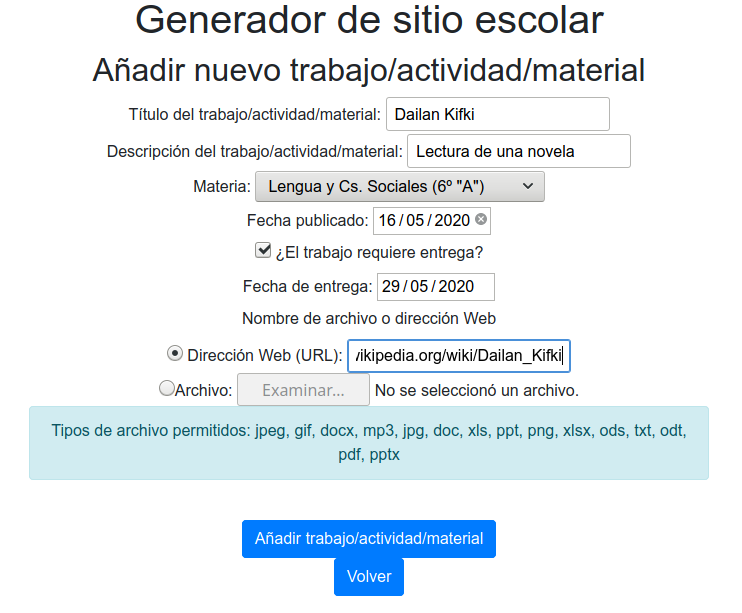 Generador de sitio escolar
Añadir nuevo trabajo/actividad/material
Título del trabajo/actividad/material: Dailan Kifki
Descripción del trabajo/actividad/material: Lectura de una novela
Materia: Lengua y Cs. Sociales (6º "A")
Fecha publicado: 16/05/2020
¿El trabajo requiere entrega?
Fecha de entrega: 29/05/2020
Nombre de archivo o dirección Web
Dirección Web (URL): vikipedia.org/wiki/Dailan_Kifki
Archivo: Examinar... No se seleccionó un archivo.
Tipos de archivo permitidos: jpeg, gif, docx, mp3, jpg, doc, xls, ppt, png, xlsx, ods, txt, odt,
pdf, pptx
Añadir trabajo/actividad/material
Volver